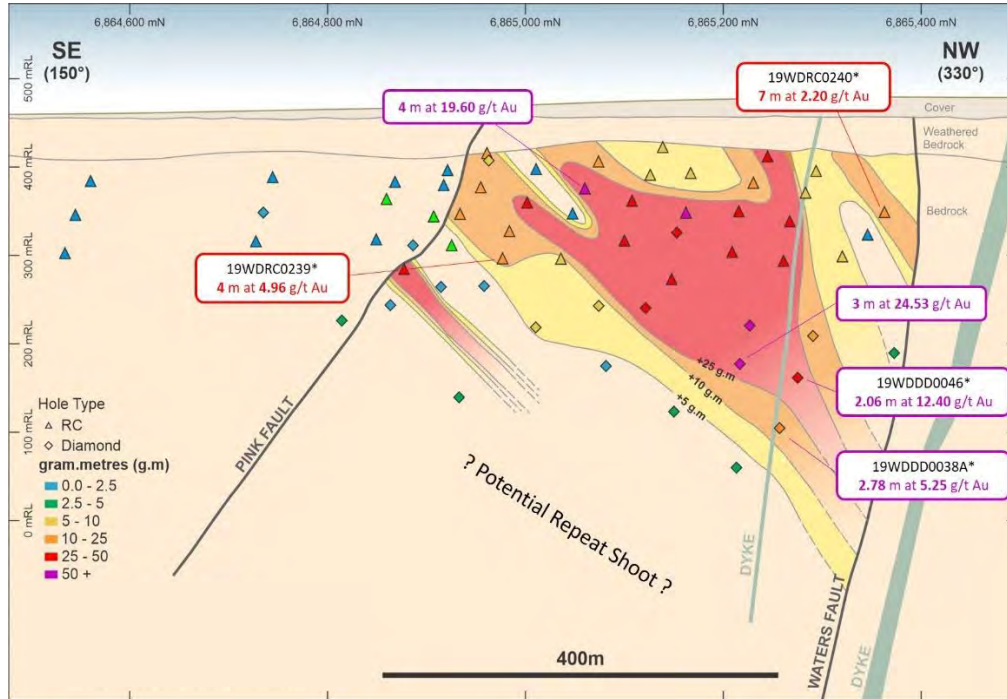 6,864,600 mN
6,864,800 mN
6,865,000 mN
6,865,200 mN
6,865,400 mN
SE
(150°)
NW
(330°)
500 mRL
400 mRL
300 mRL
200 mRL
100 mRL
0 mRL
19WDRC0240*
7 m at 2.20 g/t Au
4 m at 19.60 g/t Au
Cover
Weathered
Bedrock
Bedrock
19WDRC0239*
4 m at 4.96 g/t Au
3 m at 24.53 g/t Au
+25 g.m
+10 g.m
+5 g.m
19WDDD0046*
2.06 m at 12.40 g/t Au
19WDDD0038A*
2.78 m at 5.25 g/t Au
PINK FAULT
? Potential Repeat Shoot ?
DYKE
WATERS FAULT
DYKE
Hole Type
RC
Diamond
gram.metres (g.m)
0.0 - 2.5
2.5 - 5
5 - 10
10 - 25
25 - 50
50 +
400m